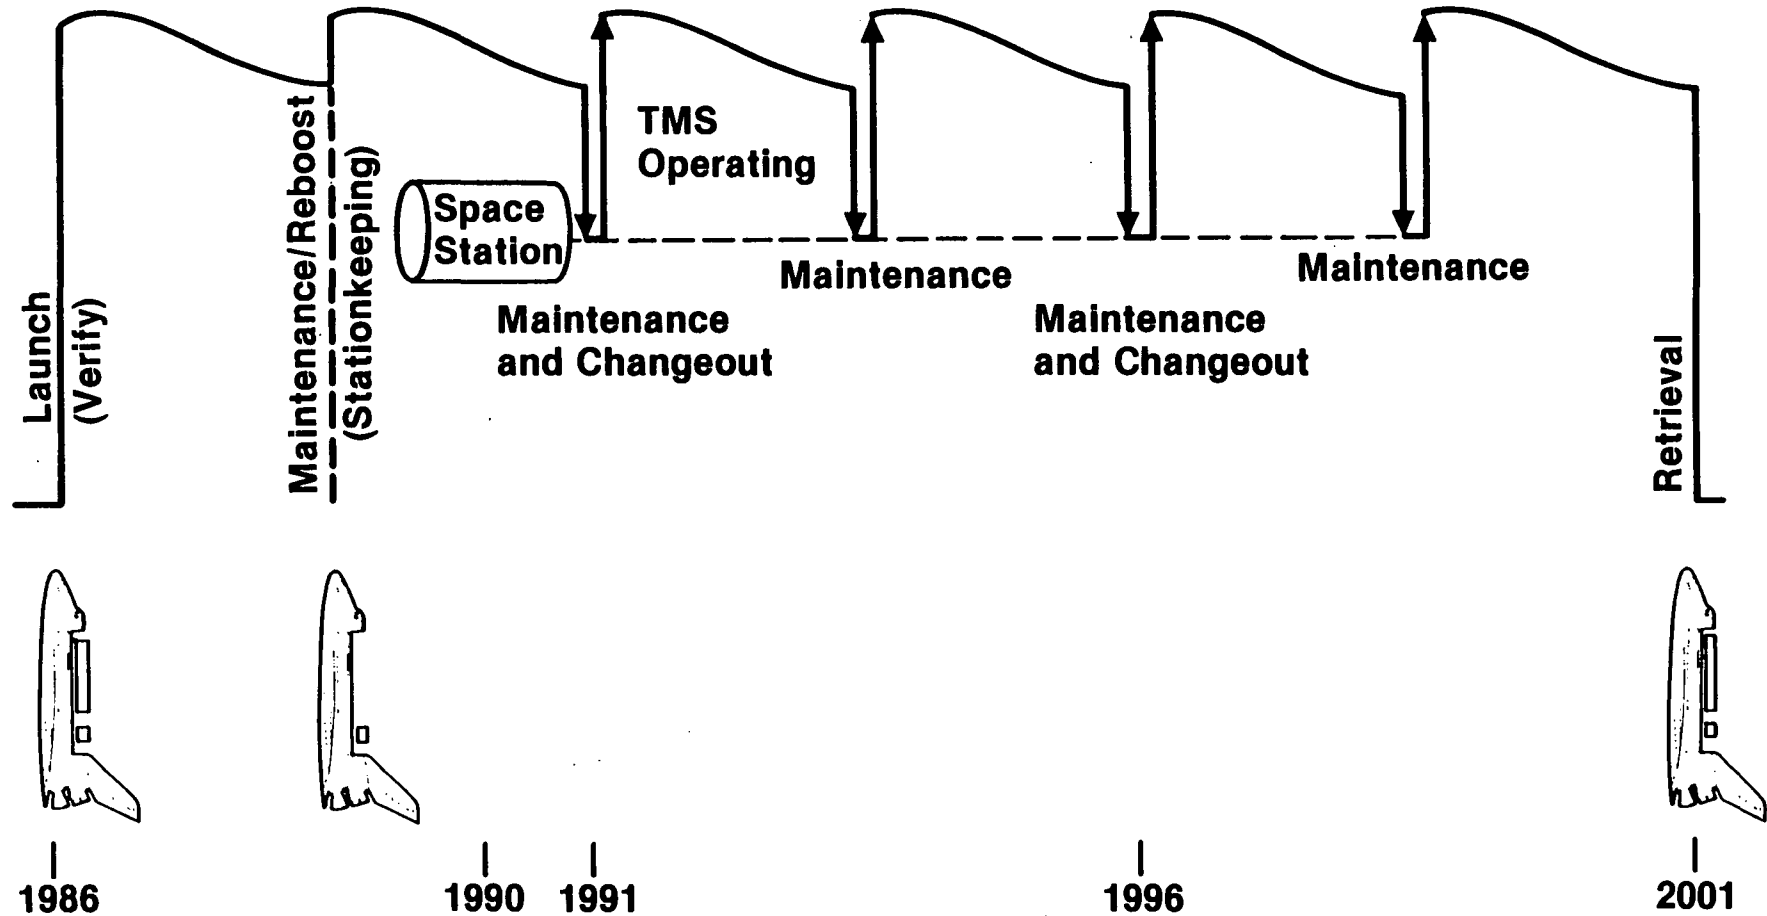 Launch
(Verify)
Maintenance/Reboost
(Stationkeeping)
Space
Station
TMS
Operating
Maintenance
and Changeout
Maintenance
Maintenance
and Changeout
Maintenance
Retrieval
1986
1990
1991
1996
2001